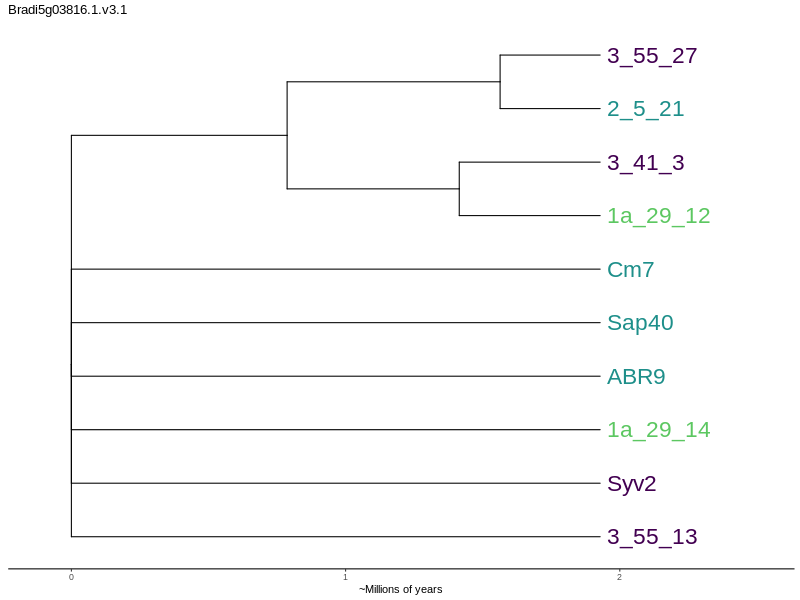 Bradi5g03816.1.v3.1
3_55_27
2_5_21
3_41_3
1a_29_12
Cm7
Sap40
ABR9
1a_29_14
Syv2
3_55_13
0 1 2
~Millions of years